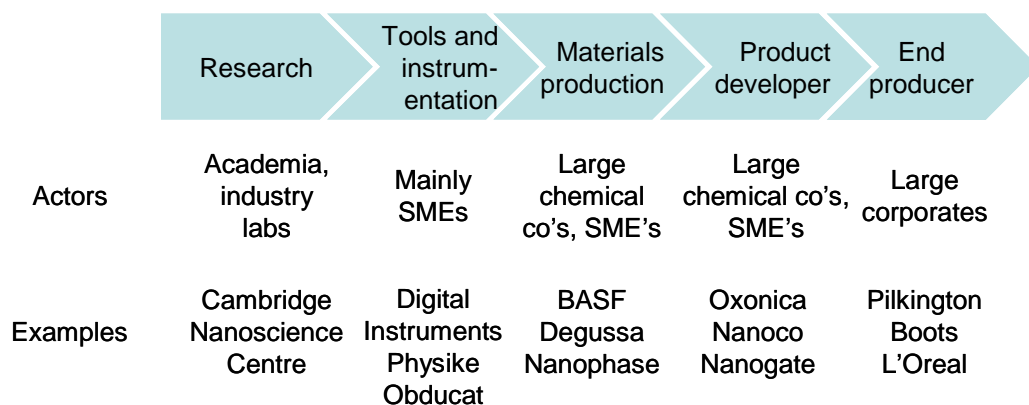 Research
Tools and
instrum-
entation
Materials
production
Product
developer
End
producer
Actors
Academia,
industry
labs
Mainly
SMEs
Large
chemical
co's, SME's
Large
chemical co's,
SME's
Large
corporates
Examples
Cambridge
Nanoscience
Centre
Digital
Instruments
Physike
Obducat
BASF
Degussa
Nanophase
Oxonica
Nanoco
Nanogate
Pilkington
Boots
L'Oreal